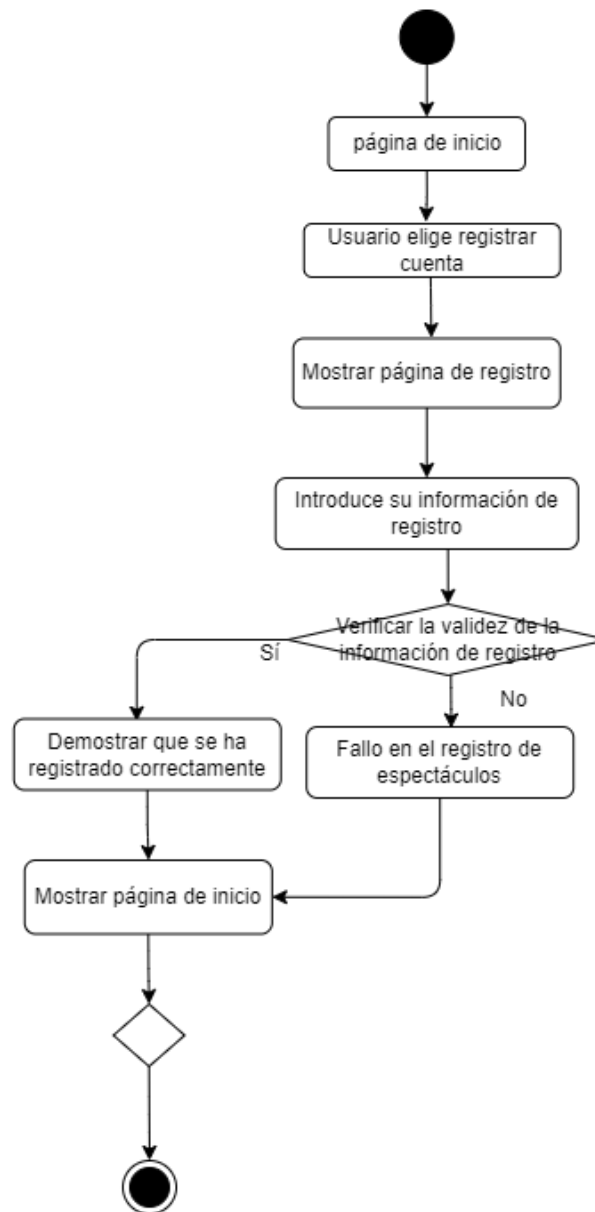 página de inicio
Usuario elige registrar
cuenta
Mostrar página de registro
Introduce su información de
registro
Verificar la validez de la
información de registro
Sí
No
Demostrar que se ha
registrado correctamente
Fallo en el registro de
espectáculos
Mostrar página de inicio